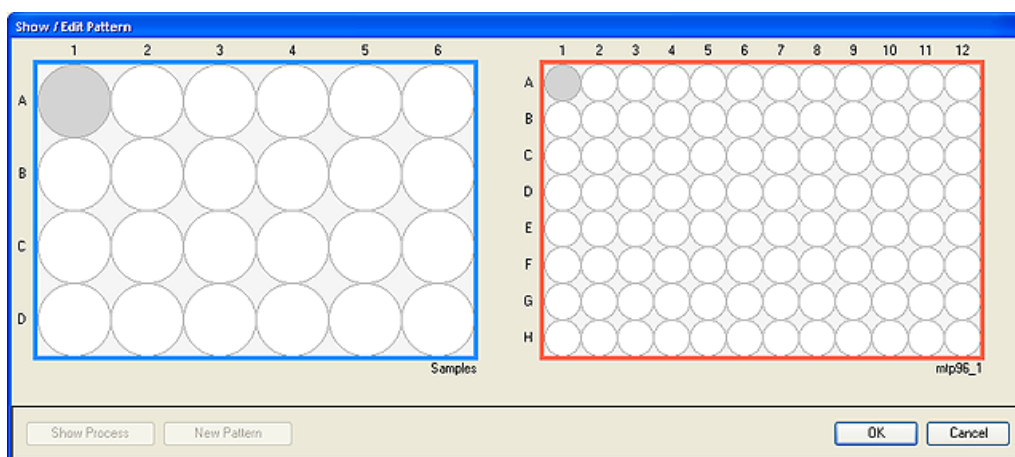 Show / Edit Pattern
1 2 3 4 5 6
A
B
C
D
Samples
1 2 3 4 5 6 7 8 9 10 11 12
A
B
C
D
E
F
G
H
mtp96_1
Show Process New Pattern OK Cancel